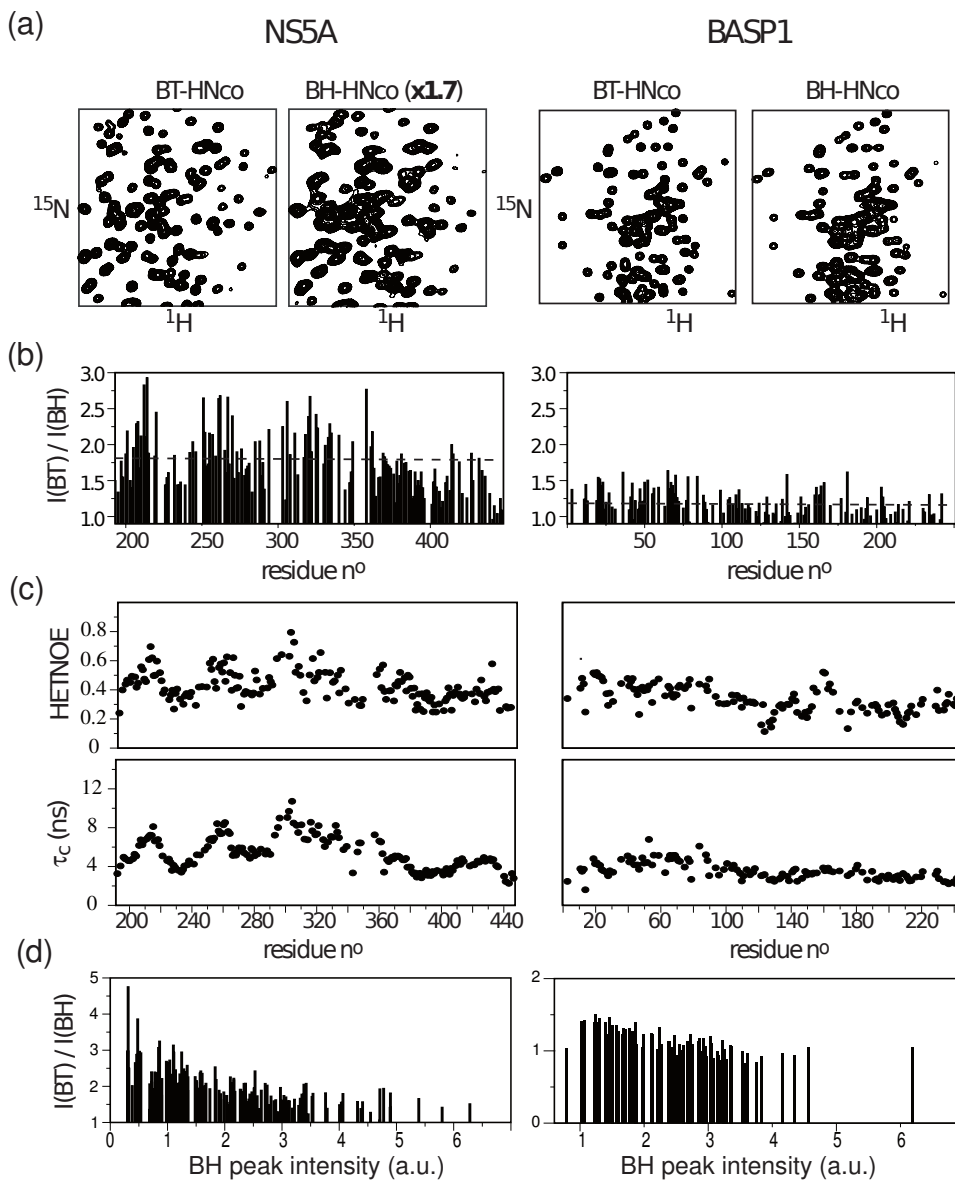 (a)
NS5A BASP1
BT-HNco BH-HNco (x1.7) BT-HNco BH-HNco
15N 15N
1H 1H 1H 1H
(b)
I(BT) / I(BH)
3.0 3.0
2.5 2.5
2.0 2.0
1.5 1.5
1.0 1.0
200 250 300 350 400 50 100 150 200
residue nº residue nº
(c)
HETNOE
0.8
0.6
0.4
0.2
0
τc (ns)
12
8
4
0
200 240 280 320 360 400 440 20 60 100 140 180 220
residue nº residue nº
(d)
I(BT) / I(BH)
5 2
4
3 1
2
1 0
0 1 2 3 4 5 6 1 2 3 4 5 6
BH peak intensity (a.u.) BH peak intensity (a.u.)